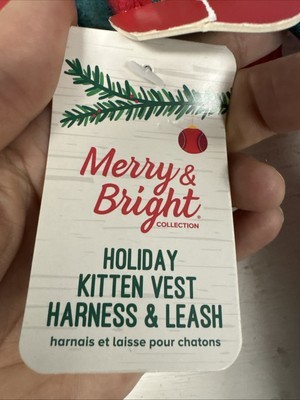 Merry &
Bright®
COLLECTION
HOLIDAY
KITTEN VEST
HARNESS & LEASH
harnais et laisse pour chatons